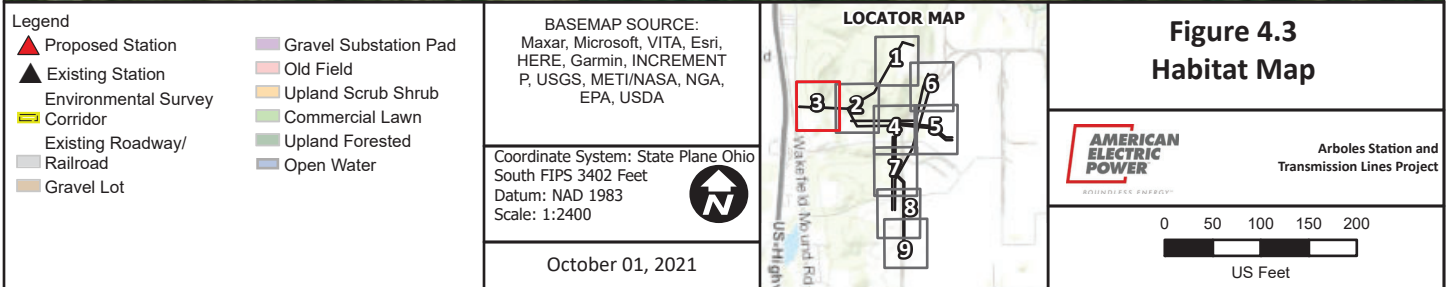 Legend
Proposed Station
Existing Station
Environmental Survey
Corridor
Existing Roadway/
Railroad
Gravel Lot
Gravel Substation Pad
Old Field
Upland Scrub Shrub
Commercial Lawn
Upland Forested
Open Water
BASEMAP SOURCE:
Maxar, Microsoft, VITA, Esri,
HERE, Garmin, INCREMENT
P, USGS, METI/NASA, NGA,
EPA, USDA
Coordinate System: State Plane Ohio
South FIPS 3402 Feet
Datum: NAD 1983
Scale: 1:2400
N
October 01, 2021
LOCATOR MAP
d
1
6
3
2
4
5
7
8
9
Wakefield Mound Rd
US-High
Figure 4.3
Habitat Map
AMERICAN
ELECTRIC
POWER
BOUNDLESS ENERGY
Arboles Station and
Transmission Lines Project
0 50 100 150 200
US Feet